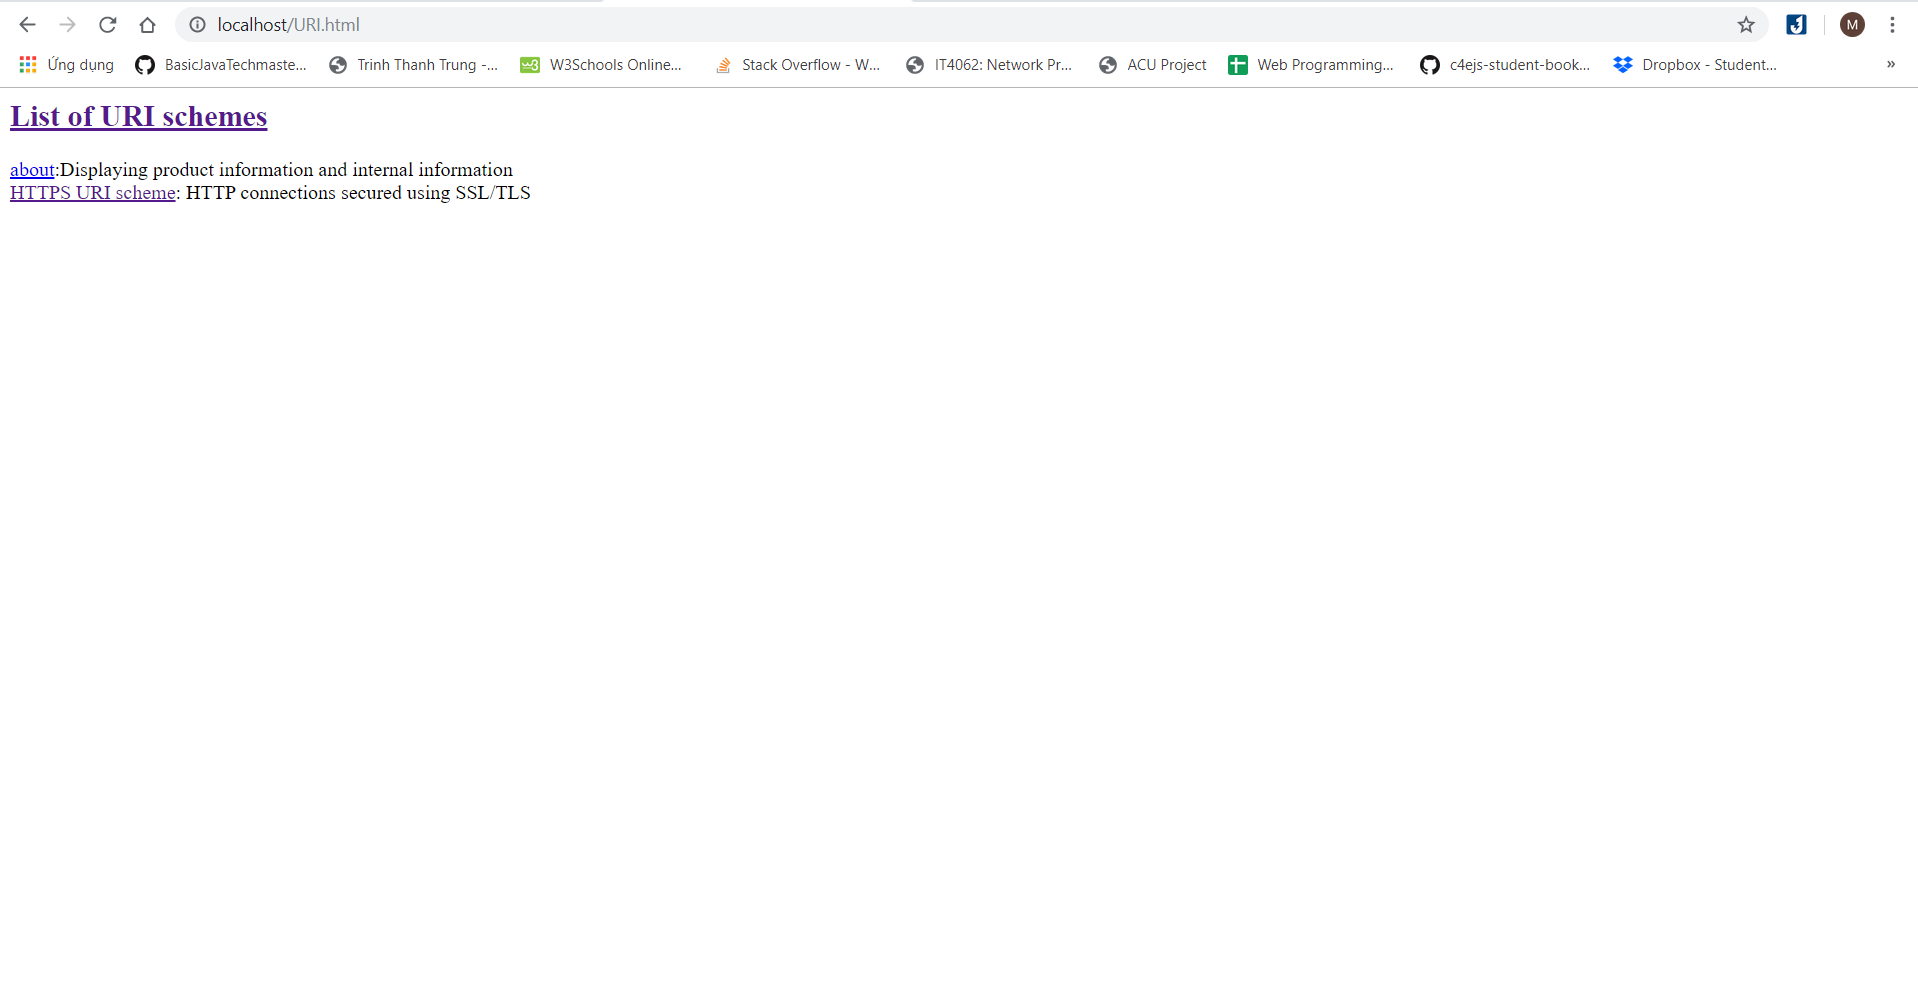 localhost/URI.html
M
Ứng dụng BasicJavaTechmaste... Trinh Thanh Trung -... W3Schools Online... Stack Overflow - W... IT4062: Network Pr... ACU Project Web Programming... c4ejs-student-book... Dropbox - Student... »
List of URI schemes
about:Displaying product information and internal information
HTTPS URI scheme: HTTP connections secured using SSL/TLS